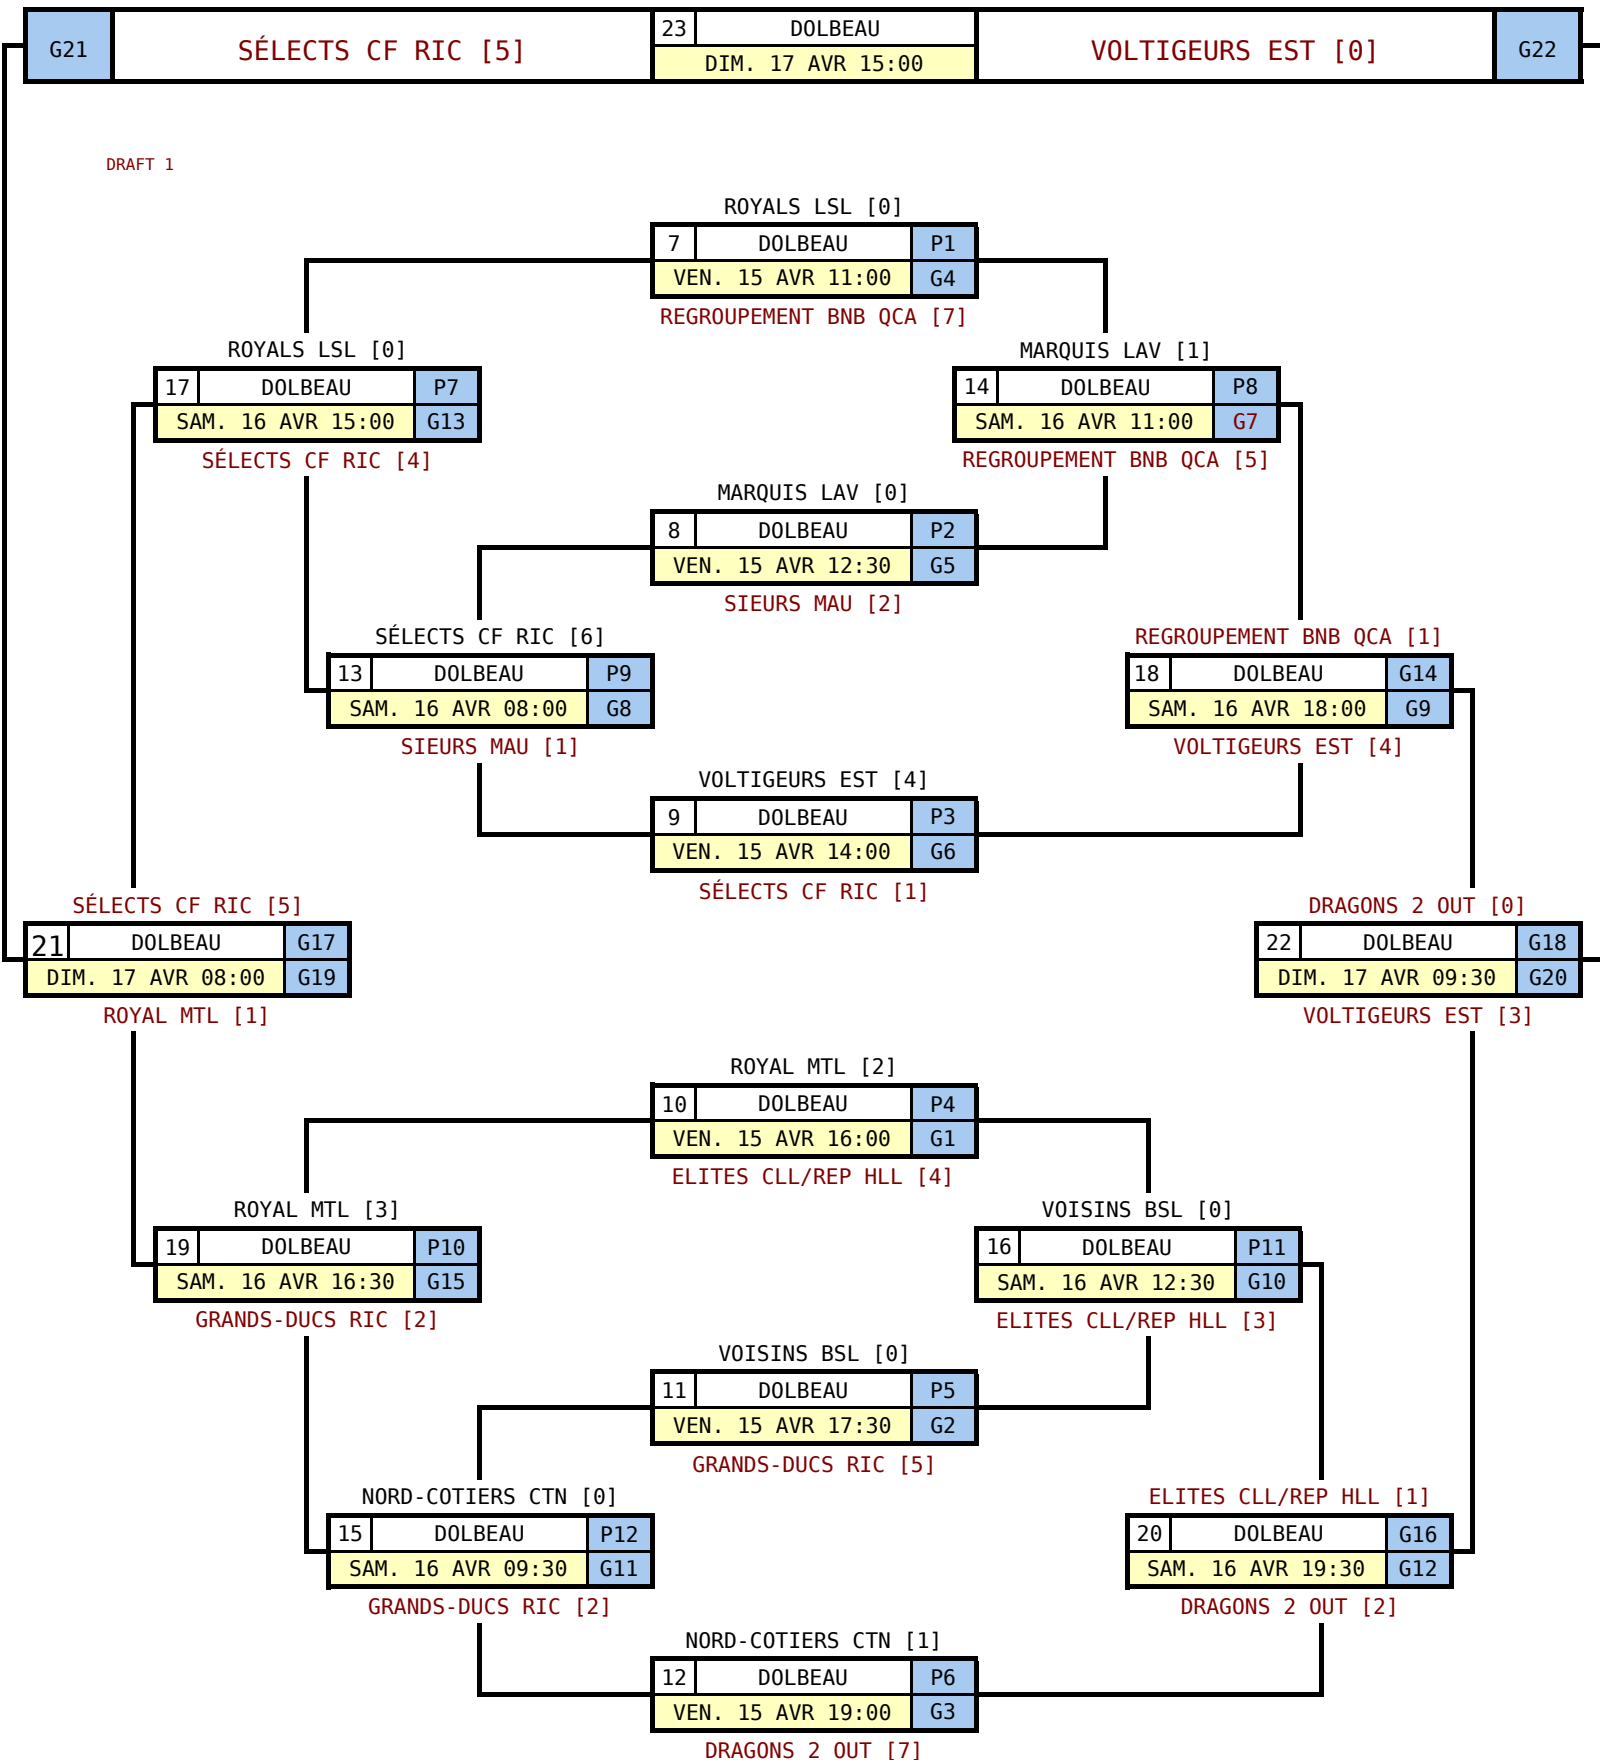 G21 SÉLECTS CF RIC [5] 23 DOLBEAU VOLTIGEURS EST [0] G22
DIM. 17 AVR 15:00
DRAFT 1
ROYALS LSL [0]
7 DOLBEAU P1
VEN. 15 AVR 11:00 G4
REGROUPEMENT BNB QCA [7]
ROYALS LSL [0]
17 DOLBEAU P7
SAM. 16 AVR 15:00 G13
SÉLECTS CF RIC [4]
MARQUIS LAV [1]
14 DOLBEAU P8
SAM. 16 AVR 11:00 G7
REGROUPEMENT BNB QCA [5]
MARQUIS LAV [0]
8 DOLBEAU P2
VEN. 15 AVR 12:30 G5
SIEURS MAU [2]
SÉLECTS CF RIC [6]
13 DOLBEAU P9
SAM. 16 AVR 08:00 G8
SIEURS MAU [1]
REGROUPEMENT BNB QCA [1]
18 DOLBEAU G14
SAM. 16 AVR 18:00 G9
VOLTIGEURS EST [4]
VOLTIGEURS EST [4]
9 DOLBEAU P3
VEN. 15 AVR 14:00 G6
SÉLECTS CF RIC [1]
SÉLECTS CF RIC [5]
21 DOLBEAU G17
DIM. 17 AVR 08:00 G19
ROYAL MTL [1]
DRAGONS 2 OUT [0]
22 DOLBEAU G18
DIM. 17 AVR 09:30 G20
VOLTIGEURS EST [3]
ROYAL MTL [2]
10 DOLBEAU P4
VEN. 15 AVR 16:00 G1
ELITES CLL/REP HLL [4]
ROYAL MTL [3]
19 DOLBEAU P10
SAM. 16 AVR 16:30 G15
GRANDS-DUCS RIC [2]
VOISINS BSL [0]
16 DOLBEAU P11
SAM. 16 AVR 12:30 G10
ELITES CLL/REP HLL [3]
VOISINS BSL [0]
11 DOLBEAU P5
VEN. 15 AVR 17:30 G2
GRANDS-DUCS RIC [5]
NORD-COTIERS CTN [0]
15 DOLBEAU P12
SAM. 16 AVR 09:30 G11
GRANDS-DUCS RIC [2]
ELITES CLL/REP HLL [1]
20 DOLBEAU G16
SAM. 16 AVR 19:30 G12
DRAGONS 2 OUT [2]
NORD-COTIERS CTN [1]
12 DOLBEAU P6
VEN. 15 AVR 19:00 G3
DRAGONS 2 OUT [7]